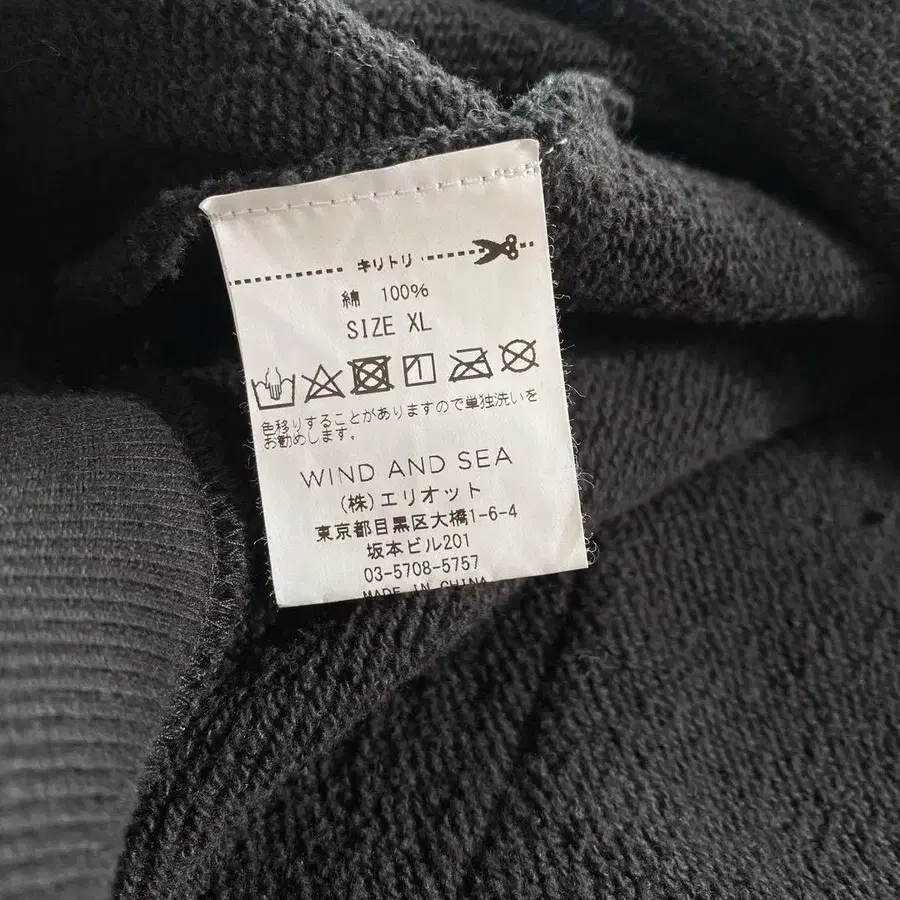 キリトリ
綿 100%
SIZE XL
色移りすることがありますので単独洗いを
お勧めします。
WIND AND SEA
(株)エリオット
東京都目黒区大橋1-6-4
坂本ビル201
03-5708-5757
MADE IN CHINA